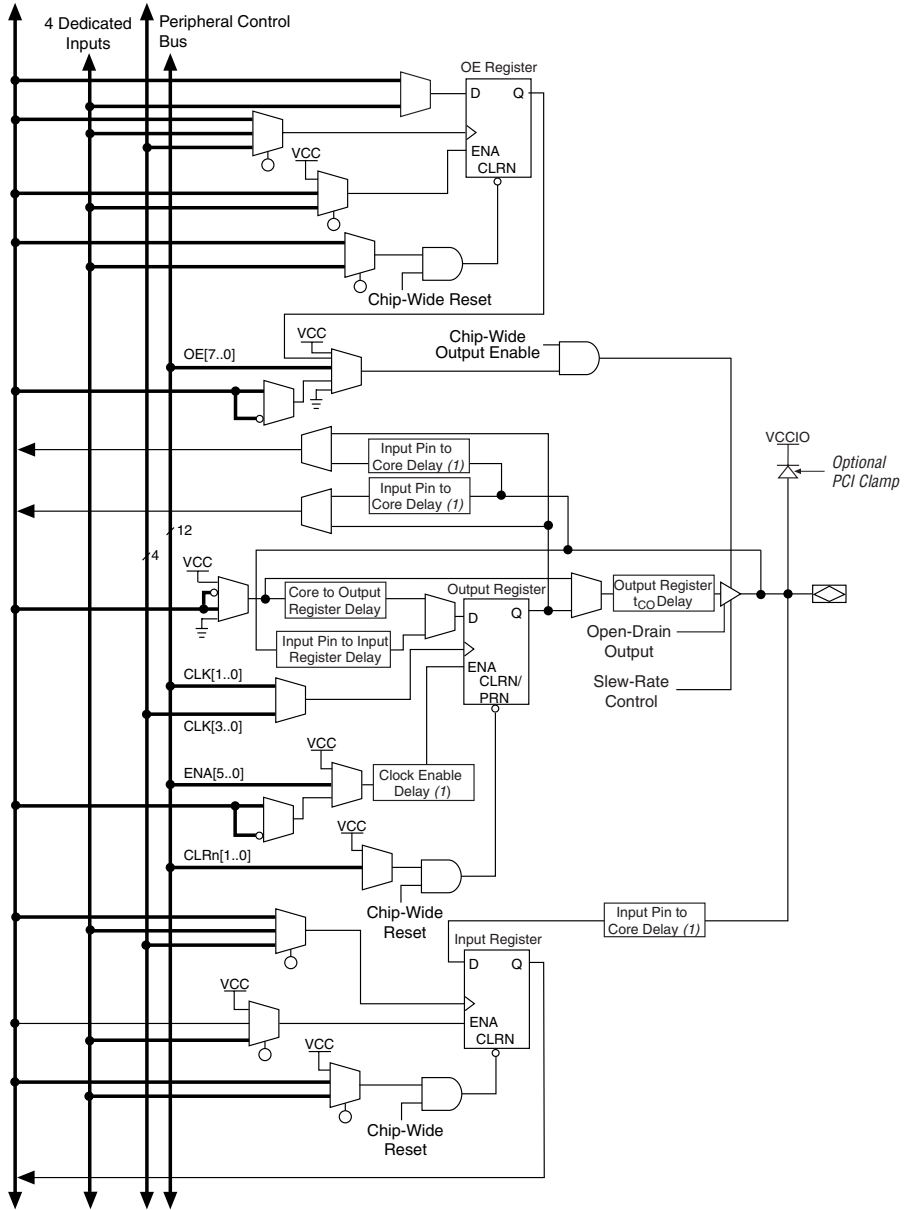 4 Dedicated
Inputs
Peripheral Control
Bus
OE Register
D Q
ENA
CLRN
VCC
Chip-Wide Reset
VCC
OE[7..0]
Chip-Wide
Output Enable
Input Pin to
Core Delay (1)
Input Pin to
Core Delay (1)
VCCIO
Optional
PCI Clamp
12
4
VCC
Core to Output
Register Delay
Input Pin to Input
Register Delay
Output Register
D Q
ENA
CLRN/
PRN
Output Register
tCO Delay
Open-Drain
Output
Slew-Rate
Control
CLK[1..0]
CLK[3..0]
VCC
ENA[5..0]
Clock Enable
Delay (1)
VCC
CLRn[1..0]
Chip-Wide
Reset
Input Pin to
Core Delay (1)
Input Register
D Q
ENA
CLRN
VCC
VCC
Chip-Wide
Reset